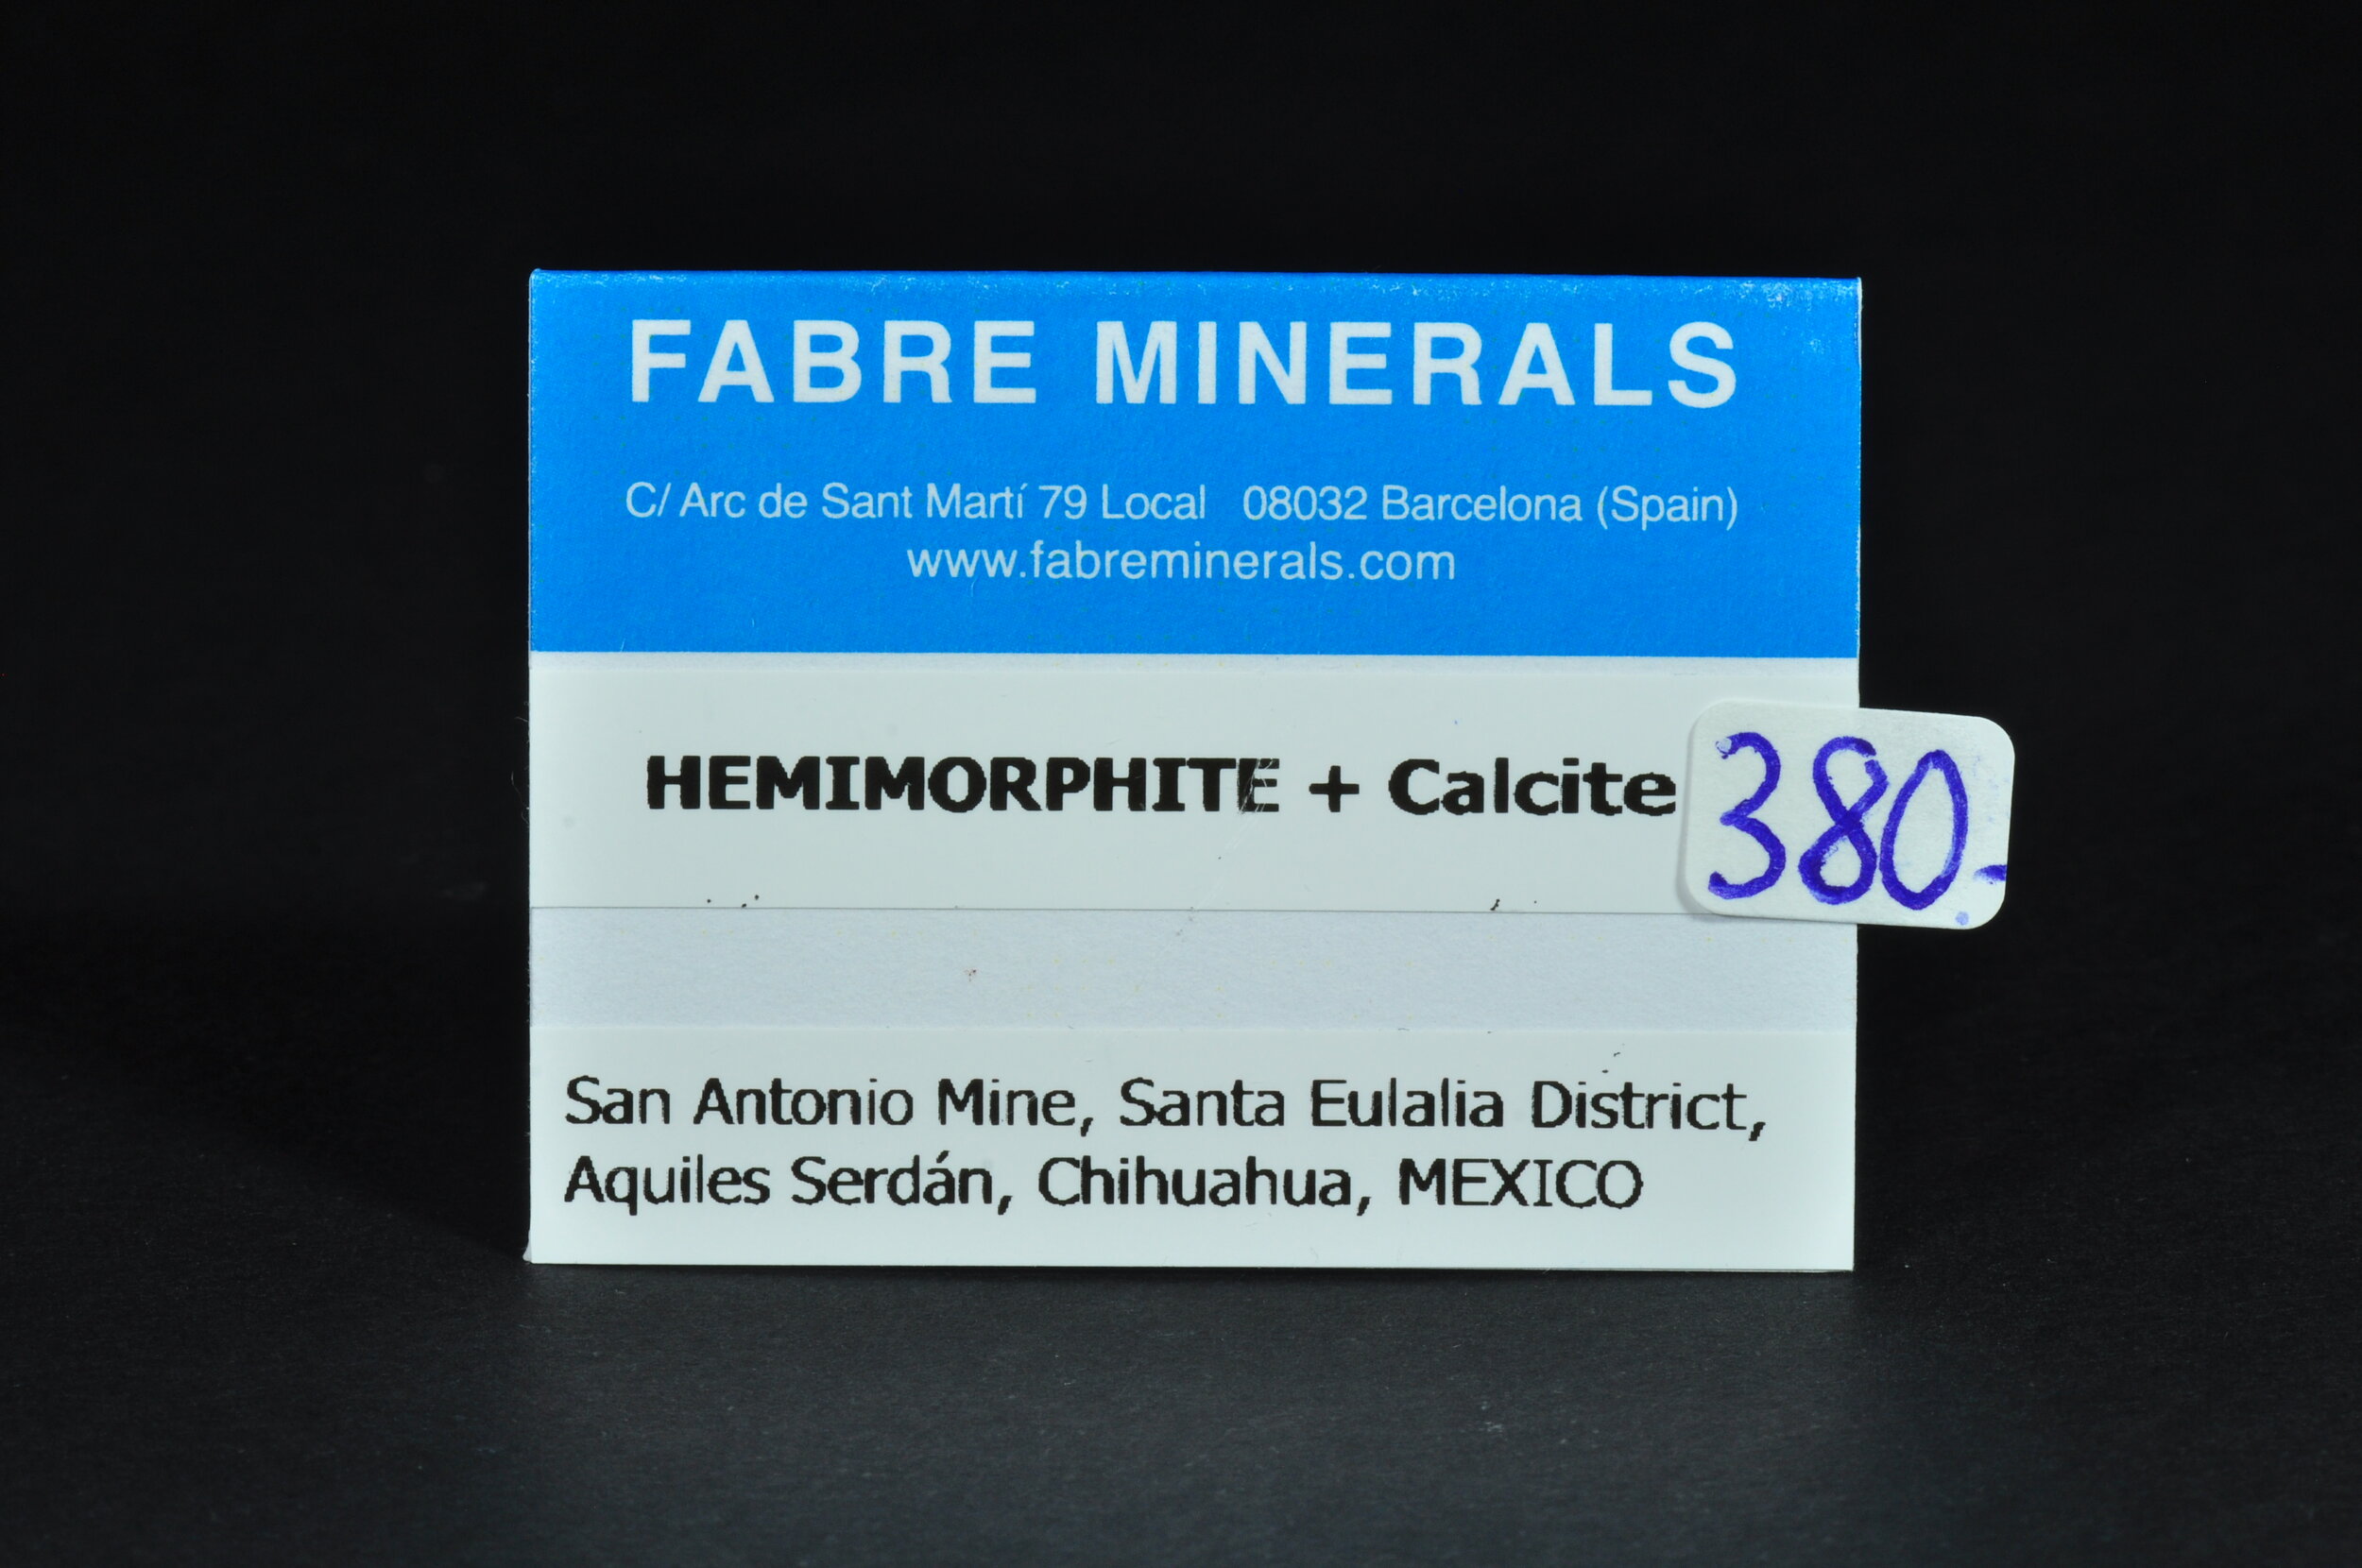 FABRE MINERALS
C/ Arc de Sant Martí 79 Local 08032 Barcelona (Spain)
www.fabreminerals.com
HEMIMORPHITE + Calcite
380.-
San Antonio Mine, Santa Eulalia District,
Aquiles Serdán, Chihuahua, MEXICO